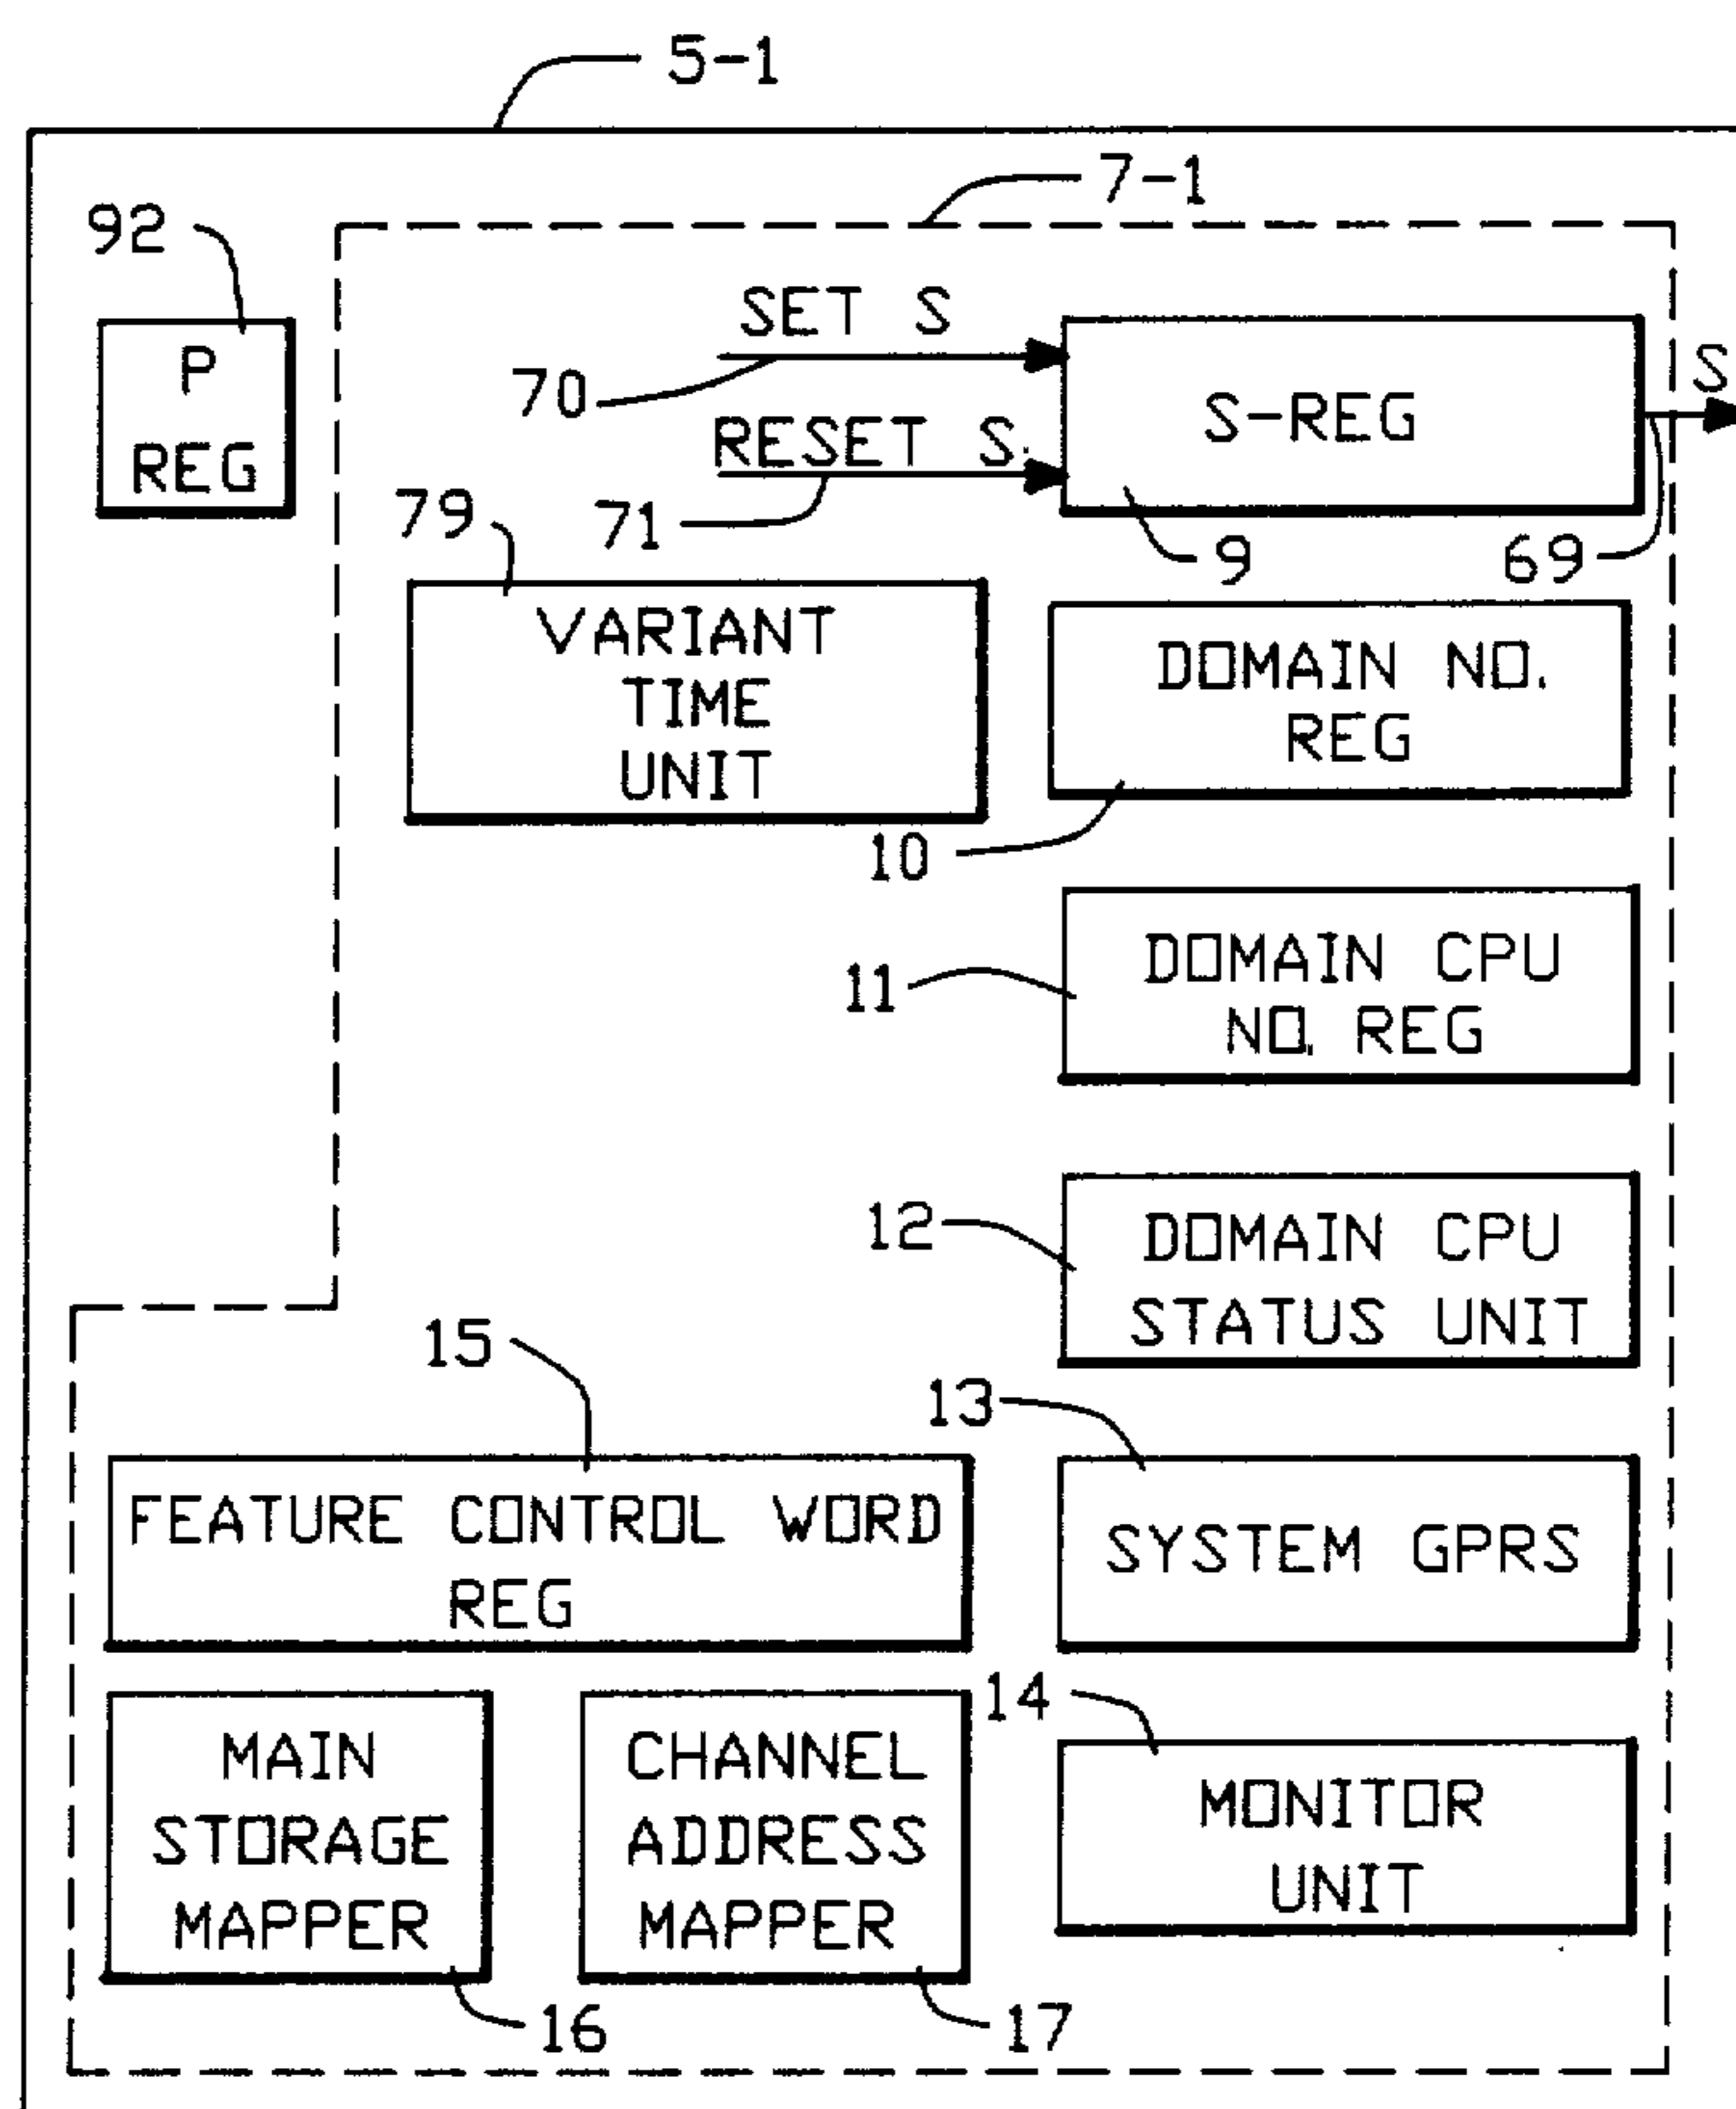 5-1
7-1
92
P
REG
SET S
70
RESET S.
71
S-REG
S
9
69
79
VARIANT
TIME
UNIT
DOMAIN NO.
REG
10
11
DOMAIN CPU
NO. REG
12
DOMAIN CPU
STATUS UNIT
15
13
FEATURE CONTROL WORD
REG
SYSTEM GPRS
14
MAIN
STORAGE
MAPPER
CHANNEL
ADDRESS
MAPPER
MONITOR
UNIT
16
17